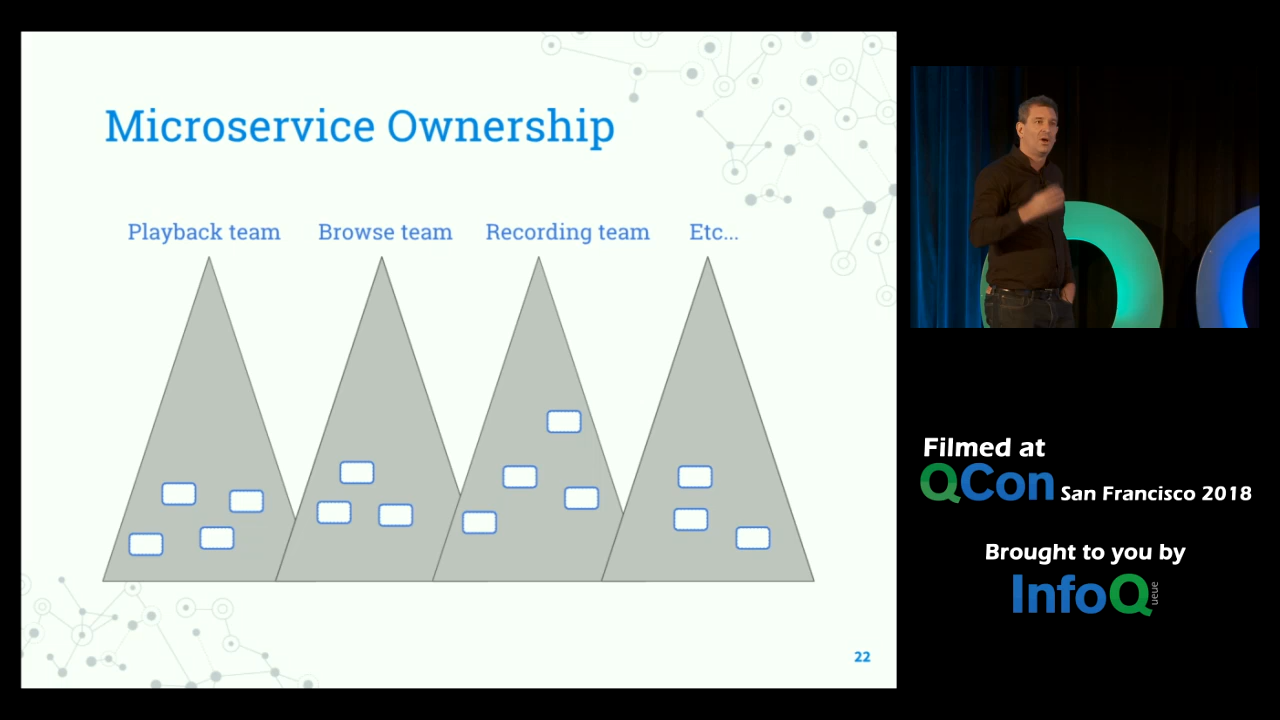 Microservice Ownership
Playback team Browse team Recording team Etc...
22
Filmed at
QCon San Francisco 2018
Brought to you by
InfoQueue